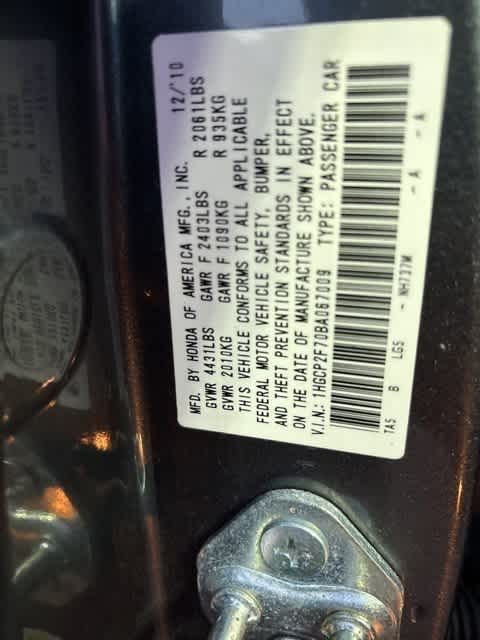 MFD. BY HONDA OF AMERICA MFG., INC. 12/'10
GVWR 4431LBS GAWR F 2403LBS R 2061LBS
GVWR 2010KG GAWR F 1090KG R 935KG
THIS VEHICLE CONFORMS TO ALL APPLICABLE
FEDERAL MOTOR VEHICLE SAFETY, BUMPER,
AND THEFT PREVENTION STANDARDS IN EFFECT
ON THE DATE OF MANUFACTURE SHOWN ABOVE.
V.I.N.: 1HGCP2F70BA067009 TYPE: PASSENGER CAR
TA5 B LG5 - NH737M - A - A